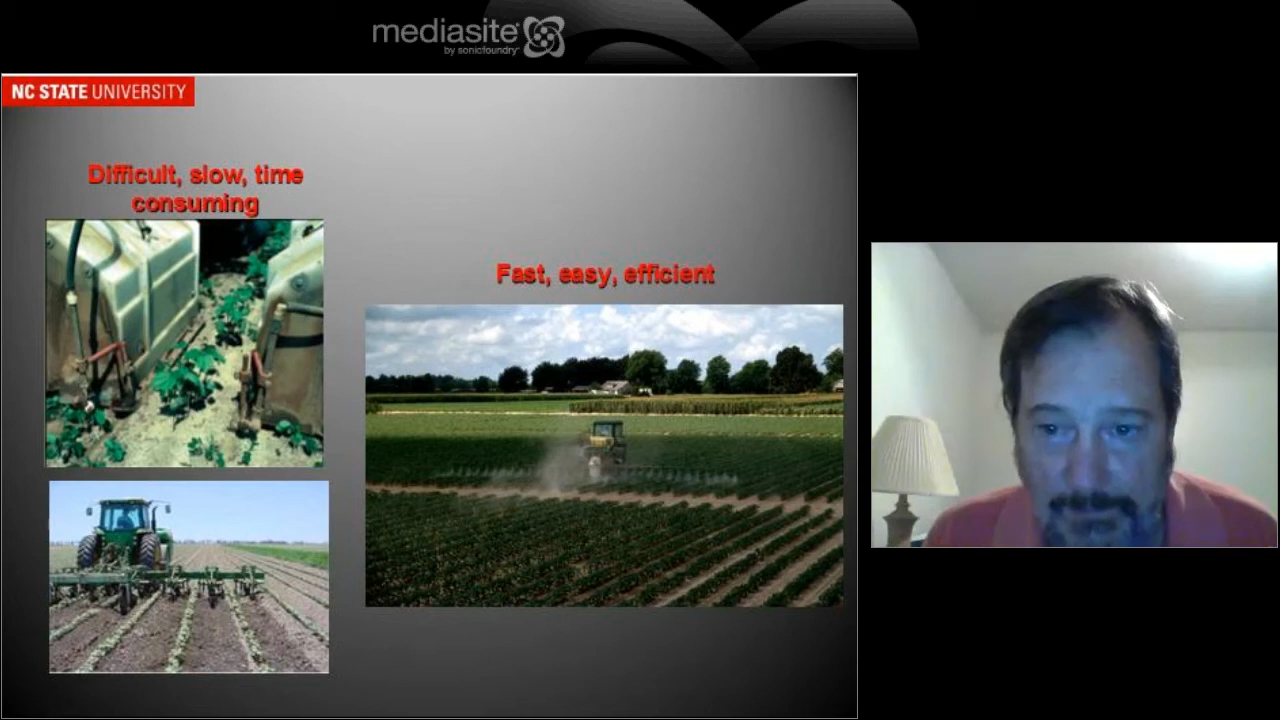 mediasite
by sonicfoundry
NC STATE UNIVERSITY
Difficult, slow, time
consuming
Fast, easy, efficient